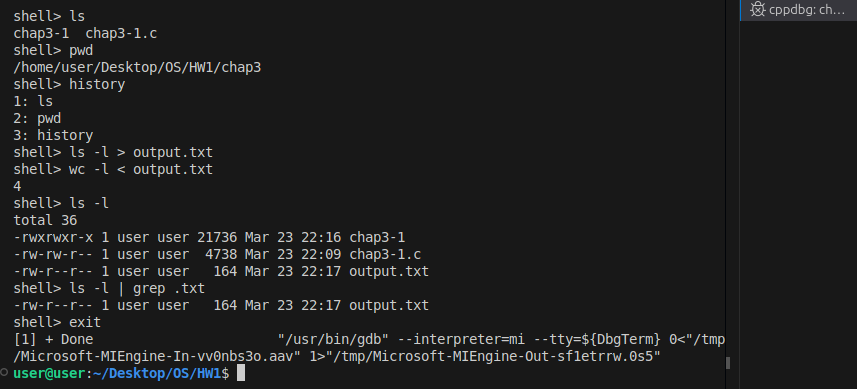 shell> ls
chap3-1  chap3-1.c
shell> pwd
/home/user/Desktop/OS/HW1/chap3
shell> history
1: ls
2: pwd
3: history
shell> ls -l > output.txt
shell> wc -l < output.txt
4
shell> ls -l
total 36
-rwxrwxr-x 1 user user 21736 Mar 23 22:16 chap3-1
-rw-rw-r-- 1 user user  4738 Mar 23 22:09 chap3-1.c
-rw-r--r-- 1 user user   164 Mar 23 22:17 output.txt
shell> ls -l | grep .txt
-rw-r--r-- 1 user user   164 Mar 23 22:17 output.txt
shell> exit
[1] + Done                       "/usr/bin/gdb" --interpreter=mi --tty=${DbgTerm} 0<"/tmp
/Microsoft-MIEngine-In-vv0nbs3o.aav" 1>"/tmp/Microsoft-MIEngine-Out-sf1etrrw.0s5"
user@user:~/Desktop/OS/HW1$
cppdbg: ch...